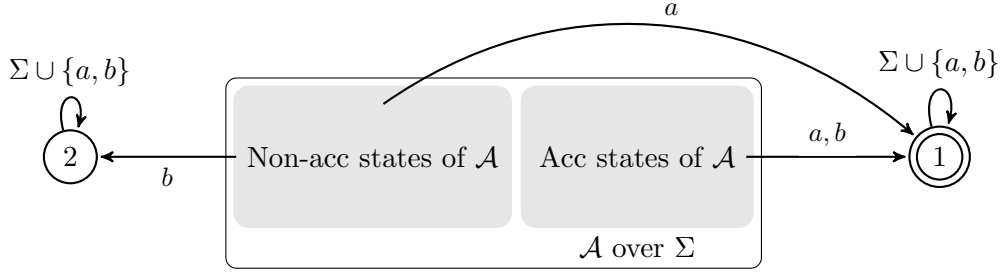 a
Σ ∪ {a, b}
Σ ∪ {a, b}
2
Non-acc states of 𝒜
Acc states of 𝒜
a, b
1
b
𝒜 over Σ